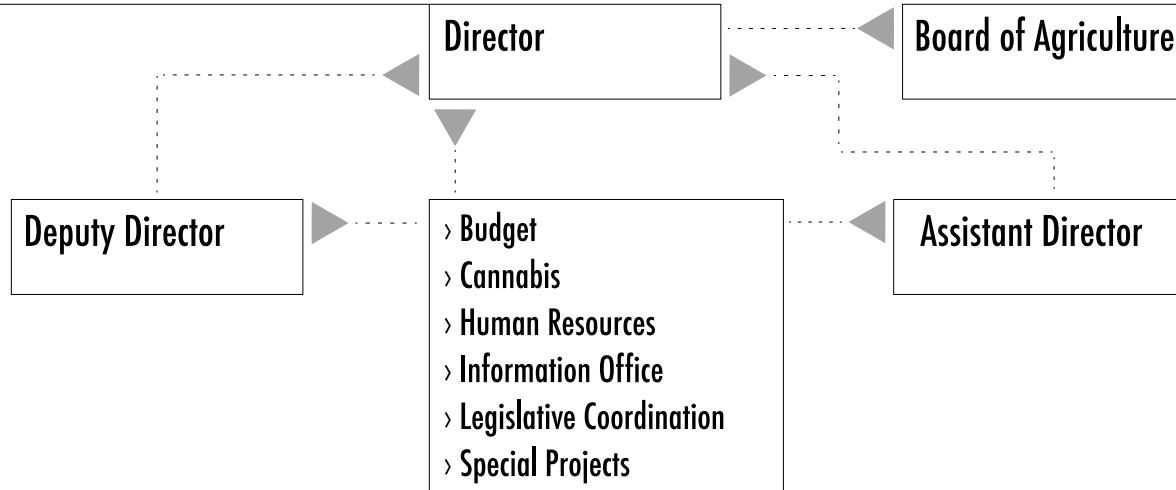 Director
Board of Agriculture
Deputy Director
› Budget
› Cannabis
› Human Resources
› Information Office
› Legislative Coordination
› Special Projects
Assistant Director